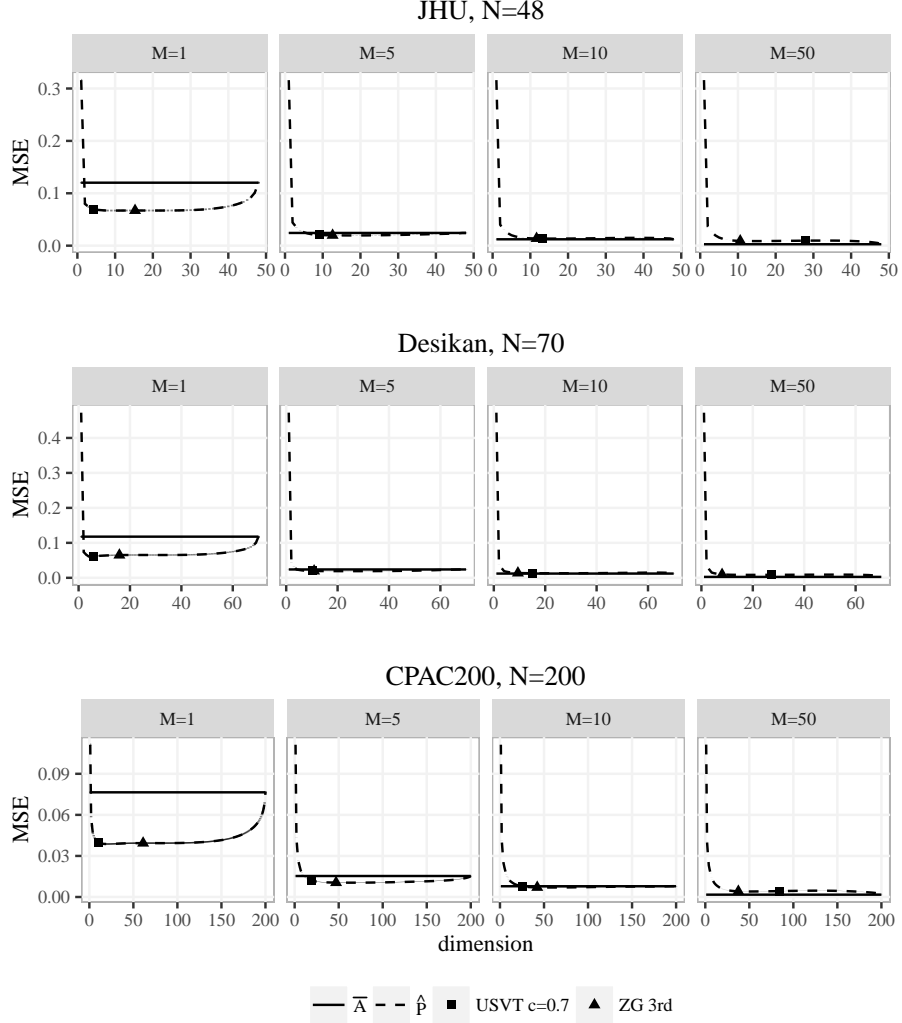 JHU, N=48
M=1 M=5 M=10 M=50
MSE
0.3
0.2
0.1
0.0
0 10 20 30 40 50 0 10 20 30 40 50 0 10 20 30 40 50 0 10 20 30 40 50
Desikan, N=70
M=1 M=5 M=10 M=50
MSE
0.4
0.3
0.2
0.1
0.0
0 20 40 60 0 20 40 60 0 20 40 60 0 20 40 60
CPAC200, N=200
M=1 M=5 M=10 M=50
MSE
0.09
0.06
0.03
0.00
0 50 100 150 200 0 50 100 150 200 0 50 100 150 200 0 50 100 150 200
dimension
A̅ P̂ USVT c=0.7 ZG 3rd